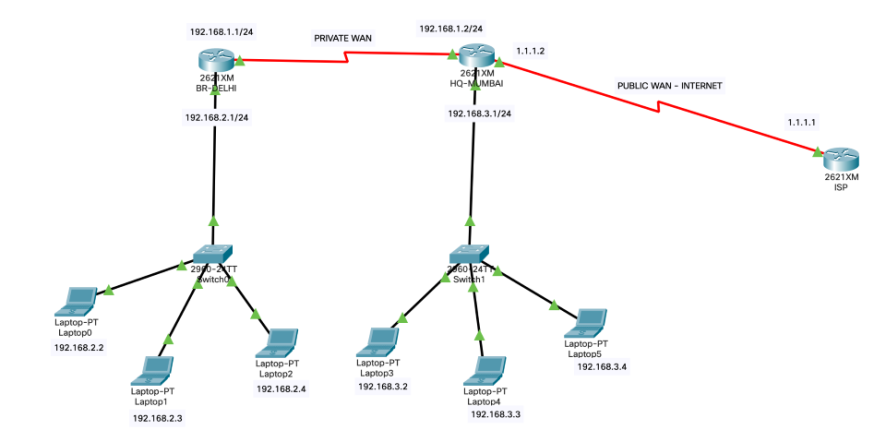 192.168.1.1/24
PRIVATE WAN
192.168.1.2/24
1.1.1.2
2621XM
BR-DELHI
2621XM
HQ-MUMBAI
PUBLIC WAN - INTERNET
1.1.1.1
2621XM
ISP
192.168.2.1/24
192.168.3.1/24
2960-24TT
Switch0
2960-24TT
Switch1
Laptop-PT
Laptop0
192.168.2.2
Laptop-PT
Laptop1
192.168.2.3
Laptop-PT
Laptop2
192.168.2.4
Laptop-PT
Laptop3
192.168.3.2
Laptop-PT
Laptop4
192.168.3.3
Laptop-PT
Laptop5
192.168.3.4